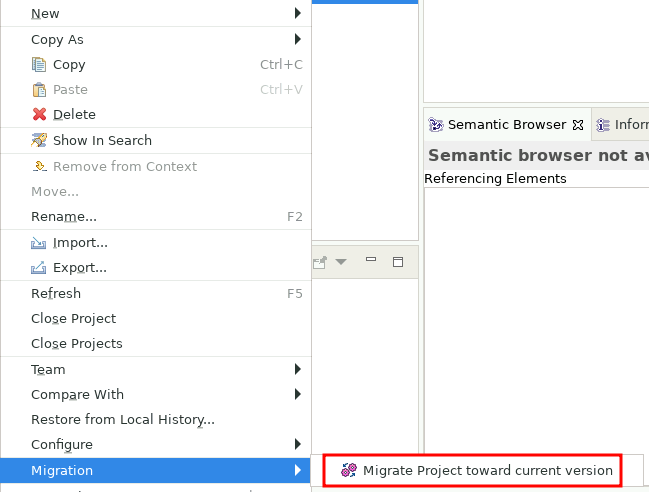 New
Copy As
Copy Ctrl+C
Paste Ctrl+V
Delete
Show In Search
Remove from Context
Move...
Rename... F2
Import...
Export...
Refresh F5
Close Project
Close Projects
Team
Compare With
Restore from Local History...
Configure
Migration
Migrate Project toward current version
Semantic Browser
Infor
Semantic browser not av
Referencing Elements